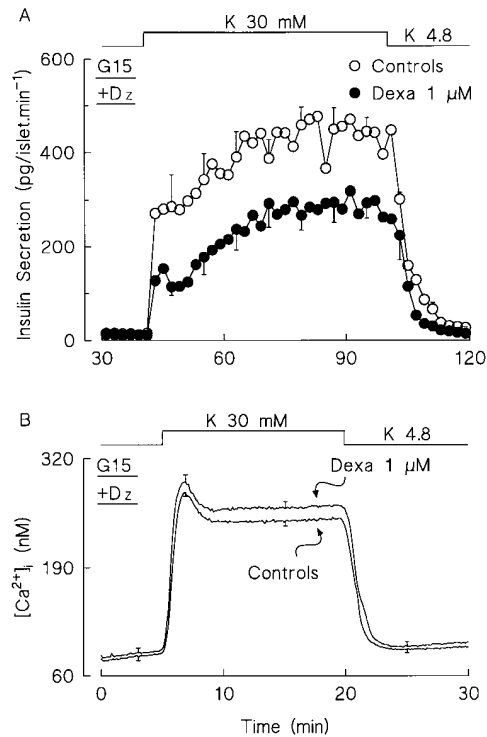 A
K 30 mM
K 4.8
G15
+Dz
Controls
Dexa 1 µM
Insulin Secretion (pg/islet.min⁻¹)
600
400
200
0
30
60
90
120
B
K 30 mM
K 4.8
G15
+Dz
Dexa 1 µM
Controls
[Ca²⁺]ᵢ (nM)
320
190
60
0
10
20
30
Time (min)